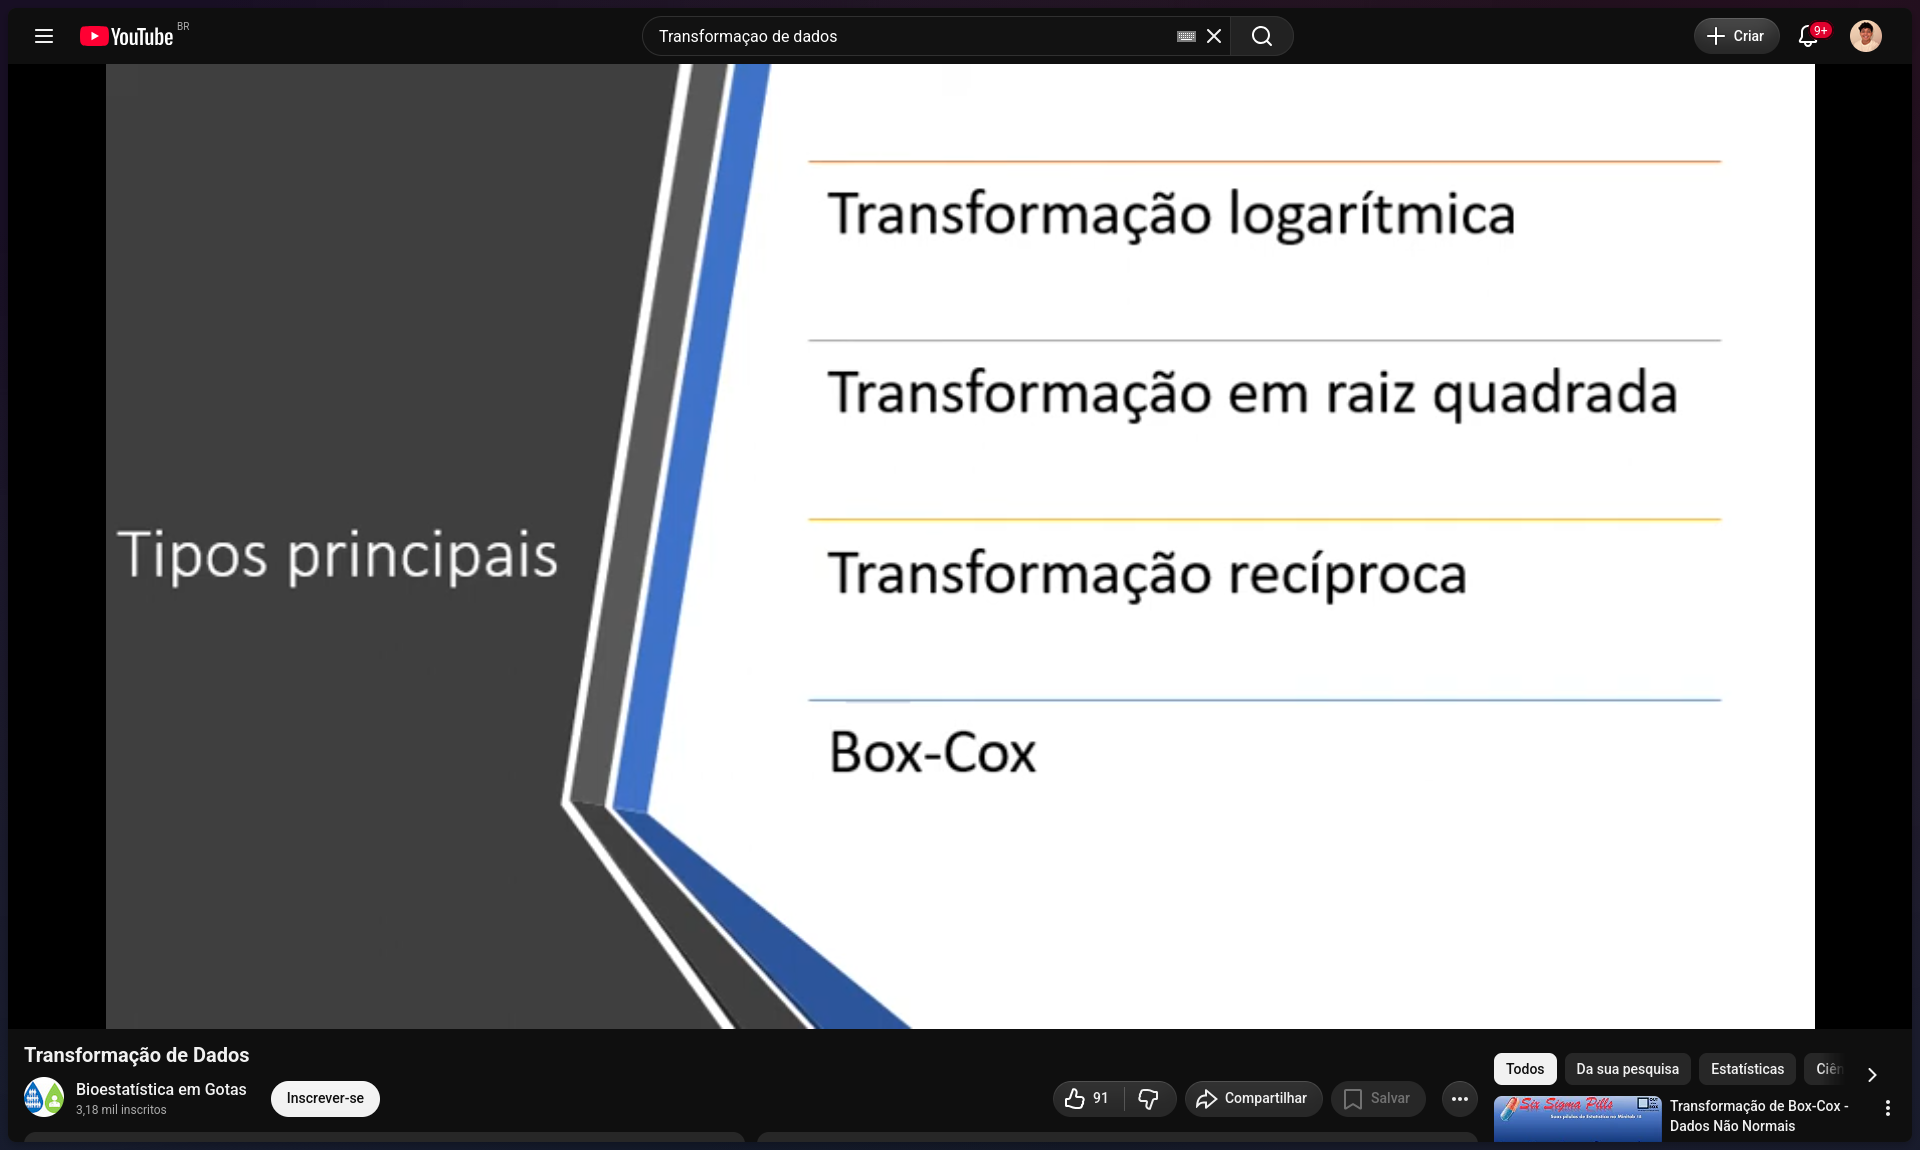 YouTube BR
Transformaçao de dados
Criar
9+
Transformação logarítmica
Transformação em raiz quadrada
Tipos principais
Transformação recíproca
Box-Cox
Transformação de Dados
Bioestatística em Gotas
3,18 mil inscritos
Inscrever-se
91
Compartilhar
Salvar
Todos
Da sua pesquisa
Estatísticas
Ciên
Six Sigma Pills
Transformação de Box-Cox -
Dados Não Normais